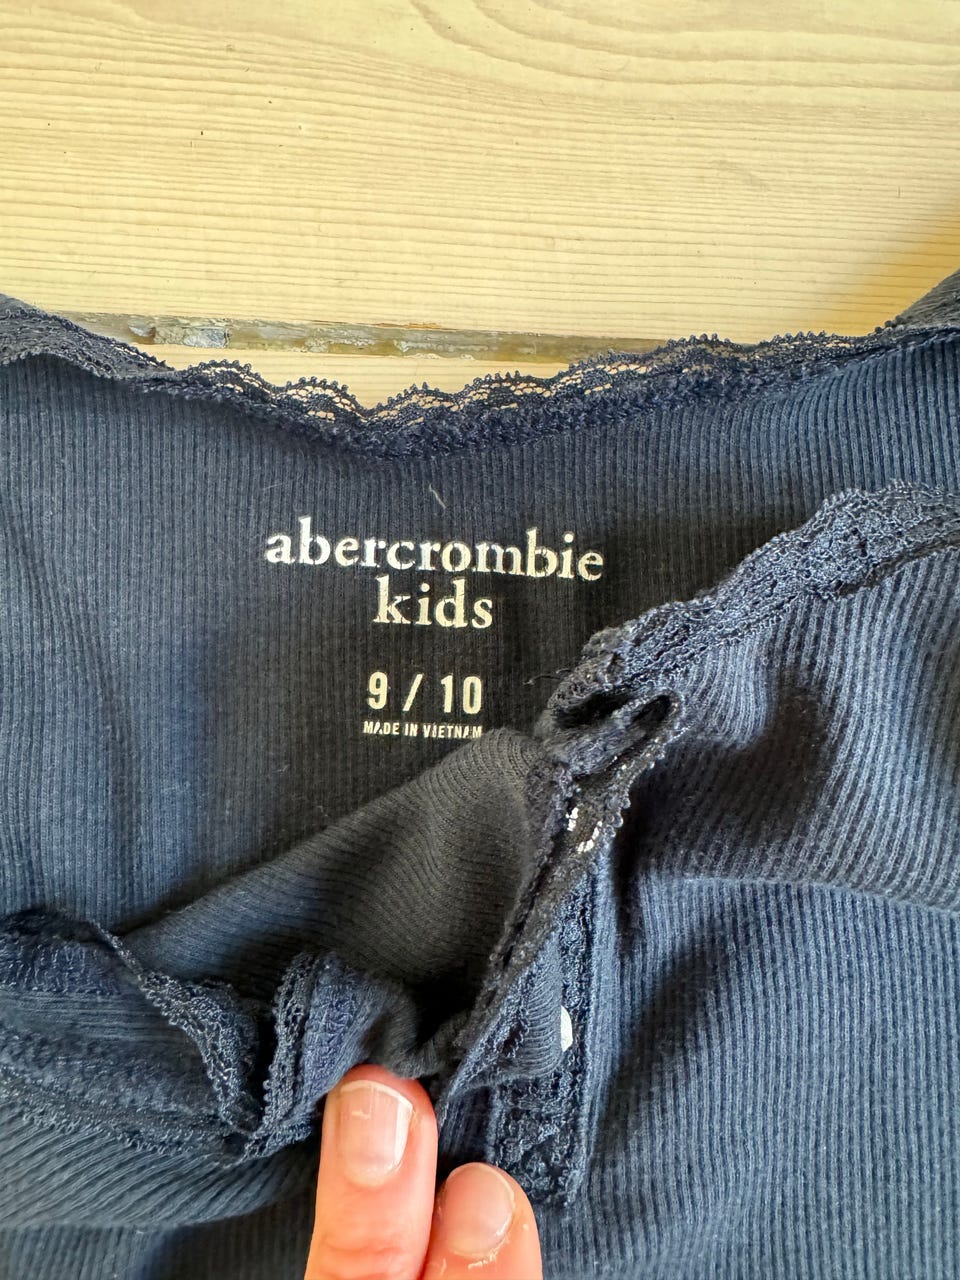 abercrombie
kids
9 / 10
MADE IN VIETNAM